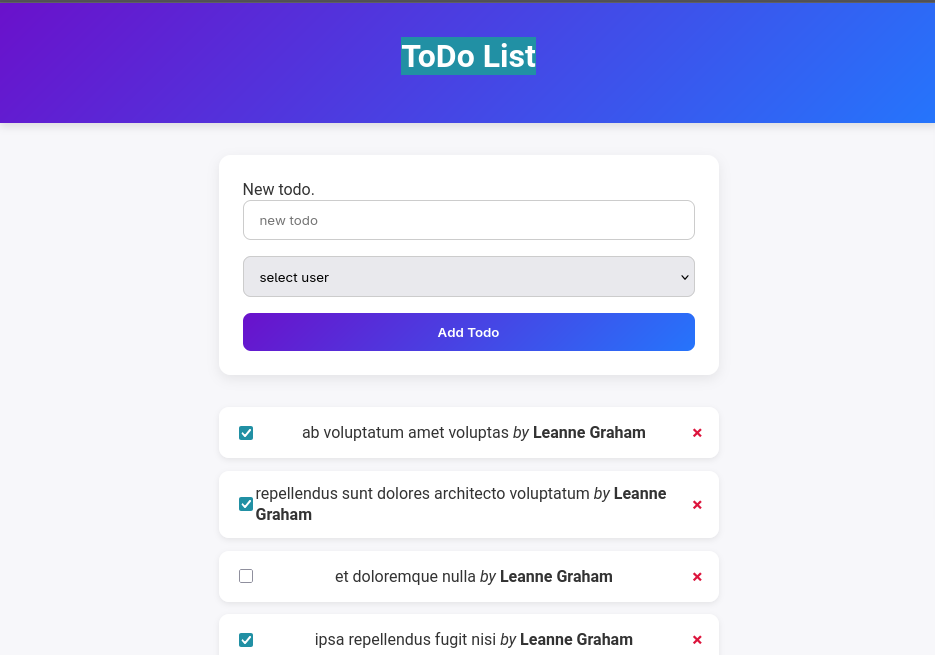 ToDo List
New todo.
new todo
select user
Add Todo
ab voluptatum amet voluptas by Leanne Graham
repellendus sunt dolores architecto voluptatum by Leanne
Graham
et doloremque nulla by Leanne Graham
ipsa repellendus fugit nisi by Leanne Graham